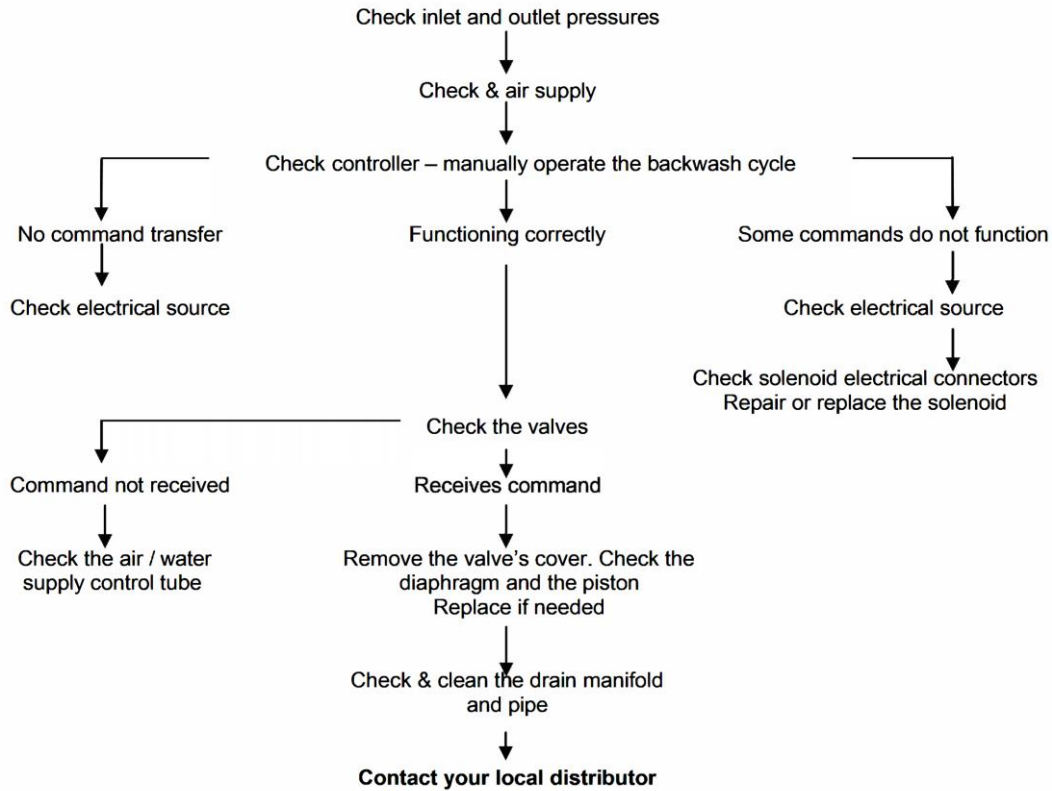 Check inlet and outlet pressures
Check & air supply
Check controller – manually operate the backwash cycle
No command transfer
Functioning correctly
Some commands do not function
Check electrical source
Check electrical source
Check solenoid electrical connectors
Repair or replace the solenoid
Check the valves
Command not received
Receives command
Check the air / water
supply control tube
Remove the valve's cover. Check the
diaphragm and the piston
Replace if needed
Check & clean the drain manifold
and pipe
Contact your local distributor